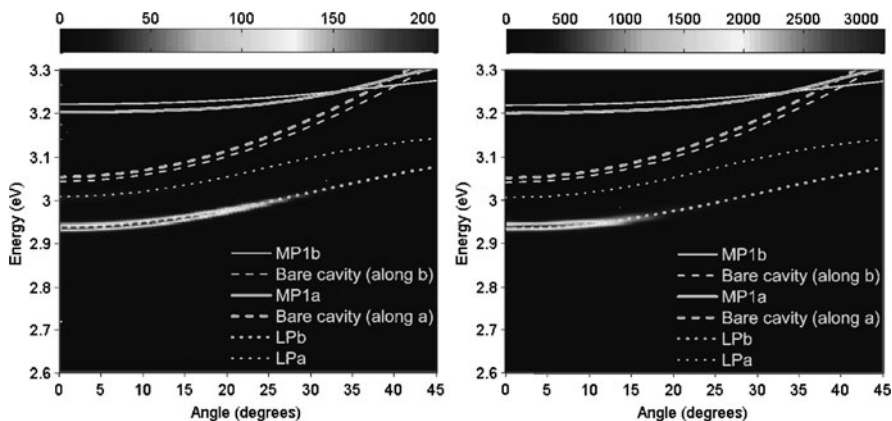 0 50 100 150 200
3.3
3.2
3.1
3
2.9
2.8
2.7
2.6
Energy (eV)
MP1b
Bare cavity (along b)
MP1a
Bare cavity (along a)
LPb
LPa
0 5 10 15 20 25 30 35 40 45
Angle (degrees)
0 500 1000 1500 2000 2500 3000
3.3
3.2
3.1
3
2.9
2.8
2.7
2.6
Energy (eV)
MP1b
Bare cavity (along b)
MP1a
Bare cavity (along a)
LPb
LPa
0 5 10 15 20 25 30 35 40 45
Angle (degrees)